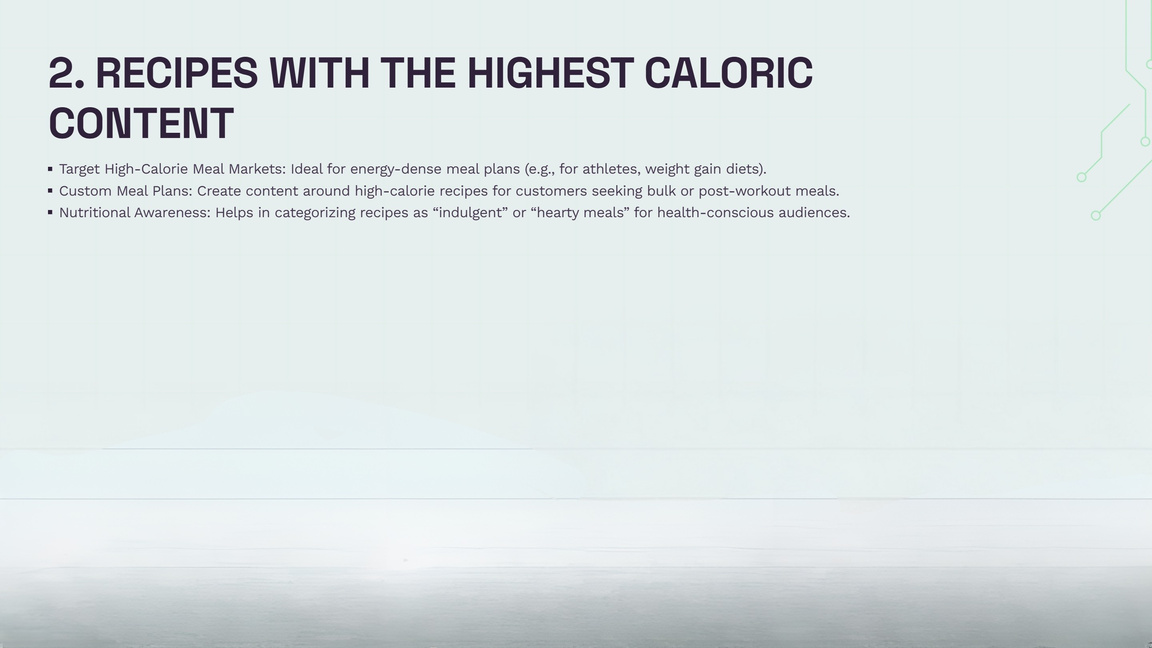 2. RECIPES WITH THE HIGHEST CALORIC
CONTENT
▪ Target High-Calorie Meal Markets: Ideal for energy-dense meal plans (e.g., for athletes, weight gain diets).
▪ Custom Meal Plans: Create content around high-calorie recipes for customers seeking bulk or post-workout meals.
▪ Nutritional Awareness: Helps in categorizing recipes as “indulgent” or “hearty meals” for health-conscious audiences.